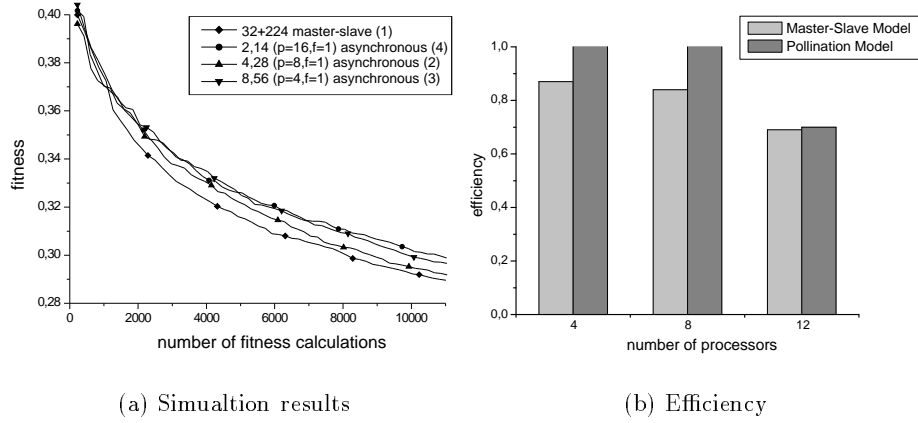 0,40
0,38
0,36
0,34
0,32
0,30
0,28
fitness
32+224 master-slave (1)
2,14 (p=16,f=1) asynchronous (4)
4,28 (p=8,f=1) asynchronous (2)
8,56 (p=4,f=1) asynchronous (3)
0 2000 4000 6000 8000 10000
number of fitness calculations
(a) Simualtion results
Master-Slave Model
Pollination Model
1,0
0,8
0,6
0,4
0,2
0,0
efficiency
4 8 12
number of processors
(b) Efficiency